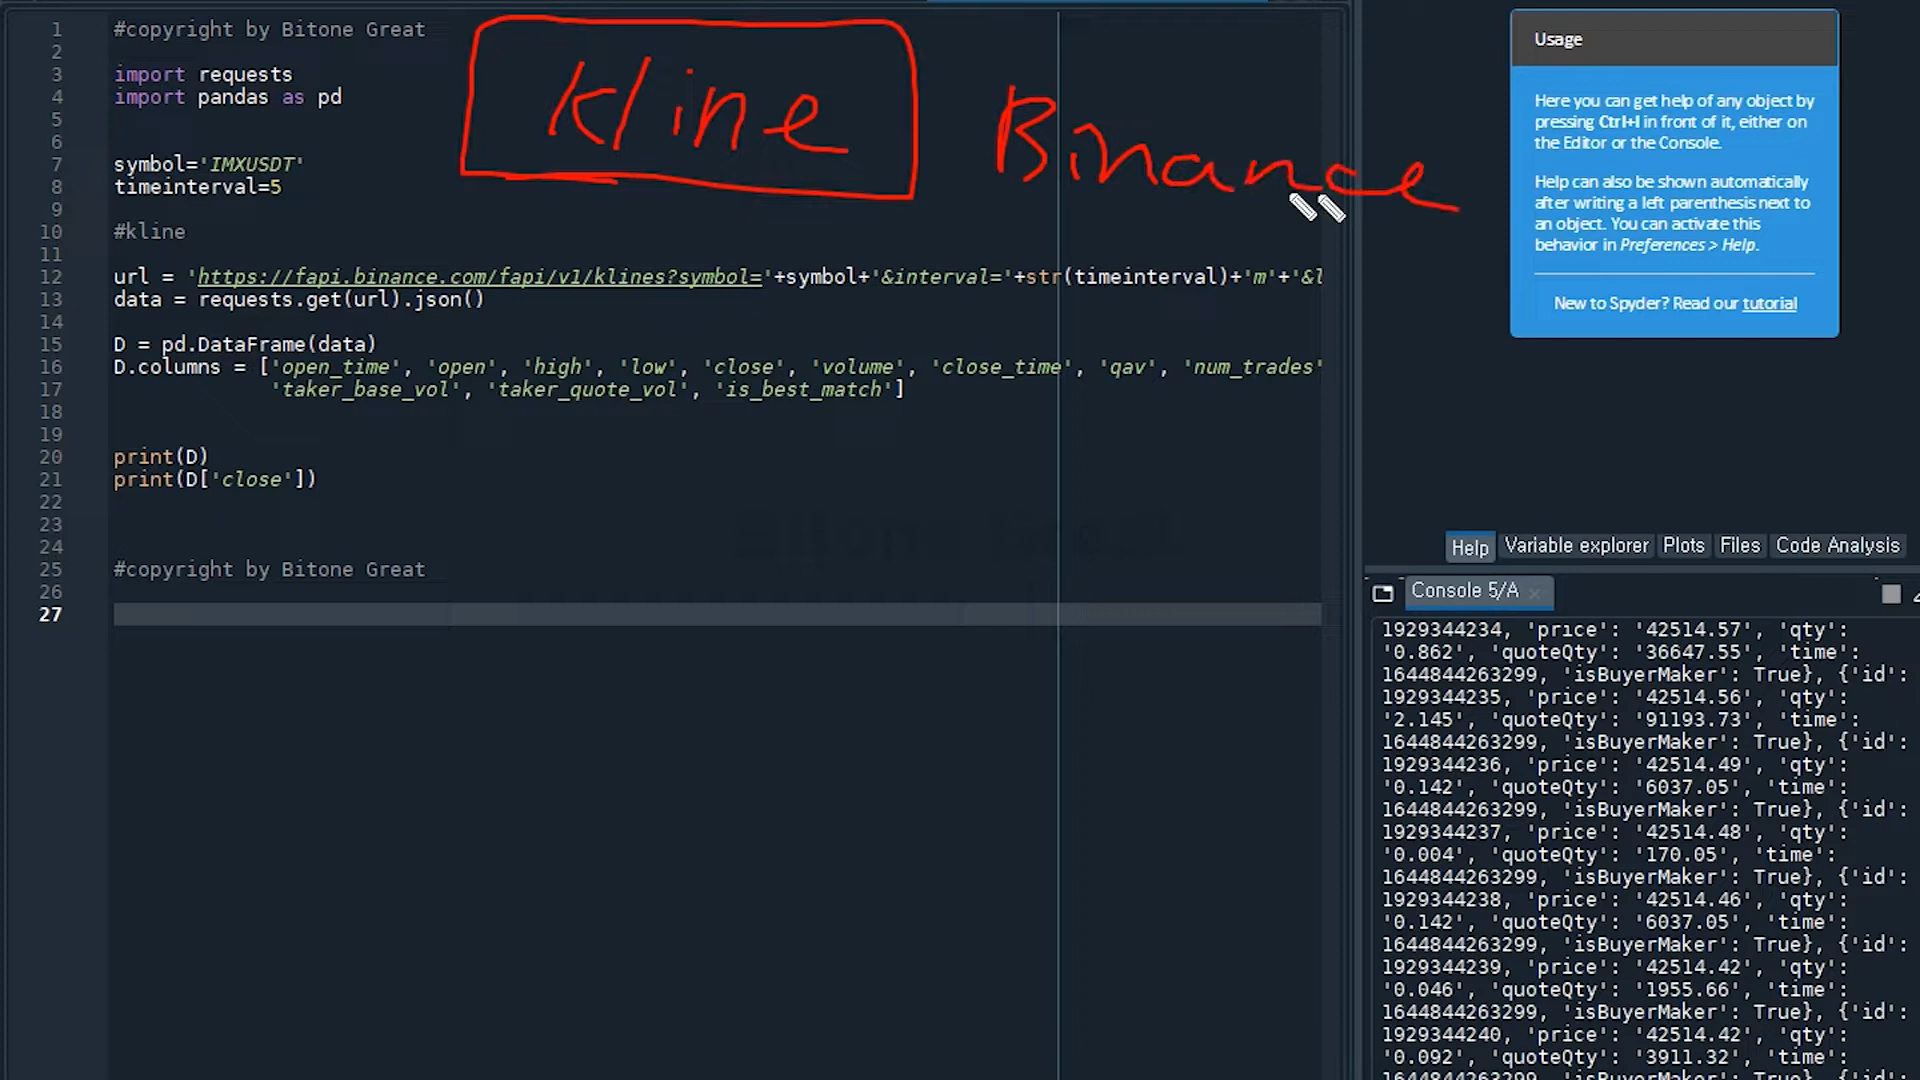 1 #copyright by Bitone Great
2
3 import requests
4 import pandas as pd
5
6
7 symbol='IMXUSDT'
8 timeinterval=5
9
10 #kline
11
12 url = 'https://fapi.binance.com/fapi/v1/klines?symbol='+symbol+'&interval='+str(timeinterval)+'m'+'&l
13 data = requests.get(url).json()
14
15 D = pd.DataFrame(data)
16 D.columns = ['open_time', 'open', 'high', 'low', 'close', 'volume', 'close_time', 'qav', 'num_trades'
17 'taker_base_vol', 'taker_quote_vol', 'is_best_match']
18
19
20 print(D)
21 print(D['close'])
22
23
24
25 #copyright by Bitone Great
26
27
kline
Binance
Usage
Here you can get help of any object by
pressing Ctrl+I in front of it, either on
the Editor or the Console.
Help can also be shown automatically
after writing a left parenthesis next to
an object. You can activate this
behavior in Preferences > Help.
New to Spyder? Read our tutorial
Help Variable explorer Plots Files Code Analysis
Console 5/A
1929344234, 'price': '42514.57', 'qty':
'0.862', 'quoteQty': '36647.55', 'time':
1644844263299, 'isBuyerMaker': True}, {'id':
1929344235, 'price': '42514.56', 'qty':
'2.145', 'quoteQty': '91193.73', 'time':
1644844263299, 'isBuyerMaker': True}, {'id':
1929344236, 'price': '42514.49', 'qty':
'0.142', 'quoteQty': '6037.05', 'time':
1644844263299, 'isBuyerMaker': True}, {'id':
1929344237, 'price': '42514.48', 'qty':
'0.004', 'quoteQty': '170.05', 'time':
1644844263299, 'isBuyerMaker': True}, {'id':
1929344238, 'price': '42514.46', 'qty':
'0.142', 'quoteQty': '6037.05', 'time':
1644844263299, 'isBuyerMaker': True}, {'id':
1929344239, 'price': '42514.42', 'qty':
'0.046', 'quoteQty': '1955.66', 'time':
1644844263299, 'isBuyerMaker': True}, {'id':
1929344240, 'price': '42514.42', 'qty':
'0.092', 'quoteQty': '3911.32', 'time':